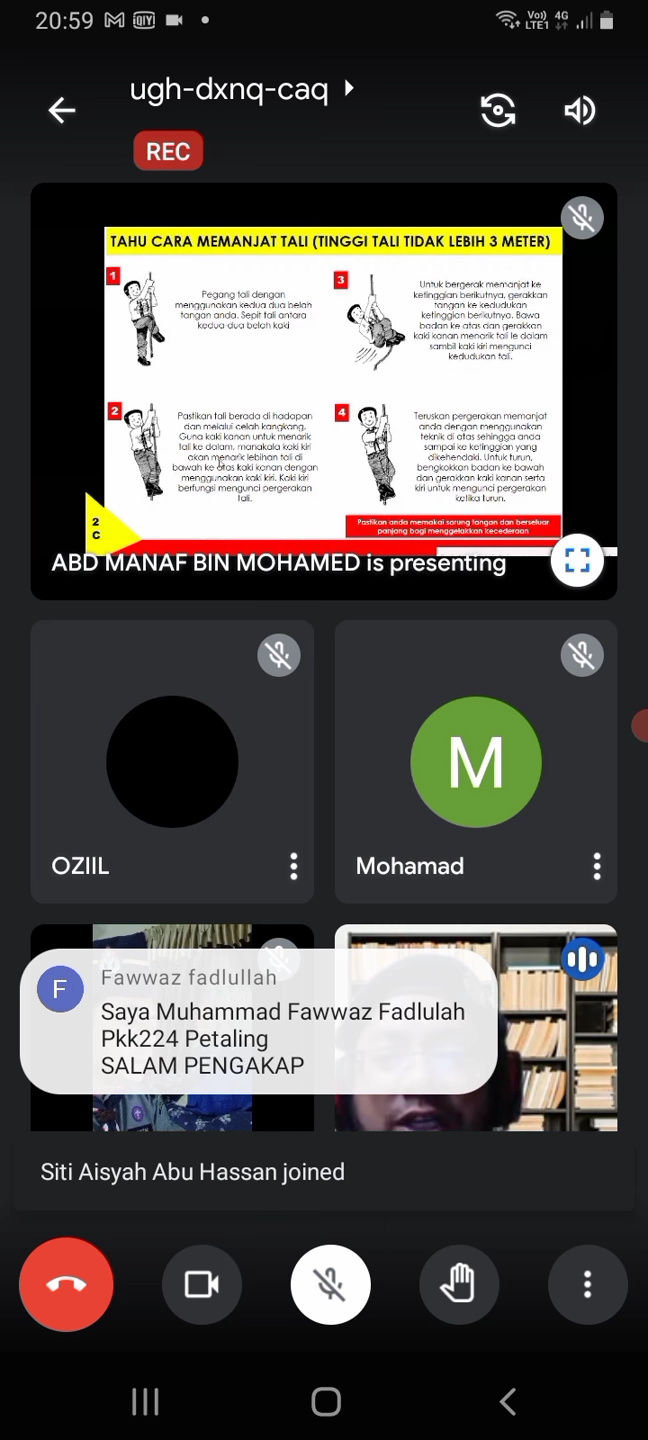 20:59
QIY
Vo)) 4G
LTE1
ugh-dxnq-caq
REC
TAHU CARA MEMANJAT TALI (TINGGI TALI TIDAK LEBIH 3 METER)
1
Pegang tali dengan
menggunakan kedua dua belah
tangan anda. Sepit tali antara
kedua-dua belah kaki
3
Untuk bergerak memanjat ke
ketinggian berikutnya, gerakkan
tangan ke kedudukan
ketinggian berikutnya. Bawa
badan ke atas dan gerakkan
kaki kanan menarik tali le dalam
sambil kaki kiri mengunci
kedudukan tali.
2
Pastikan tali berada di hadapan
dan melalui celah kangkang.
Guna kaki kanan untuk menarik
tali ke dalam, manakala kaki kiri
akan menarik lebihan tali di
bawah ke atas kaki kanan dengan
menggunakan kaki kiri. Kaki kiri
berfungsi mengunci pergerakan
tali.
4
Teruskan pergerakan memanjat
anda dengan menggunakan
teknik di atas sehingga anda
sampai ke ketinggian yang
dikehendaki. Untuk turun,
bengkokkan badan ke bawah
dan gerakkan kaki kanan serta
kiri untuk mengunci pergerakan
ketika turun.
Pastikan anda memakai sarung tangan dan berseluar
panjang bagi menggelakkan kecederaan
2
C
ABD MANAF BIN MOHAMED is presenting
M
OZIIL
Mohamad
F
Fawwaz fadlullah
Saya Muhammad Fawwaz Fadlulah
Pkk224 Petaling
SALAM PENGAKAP
Siti Aisyah Abu Hassan joined